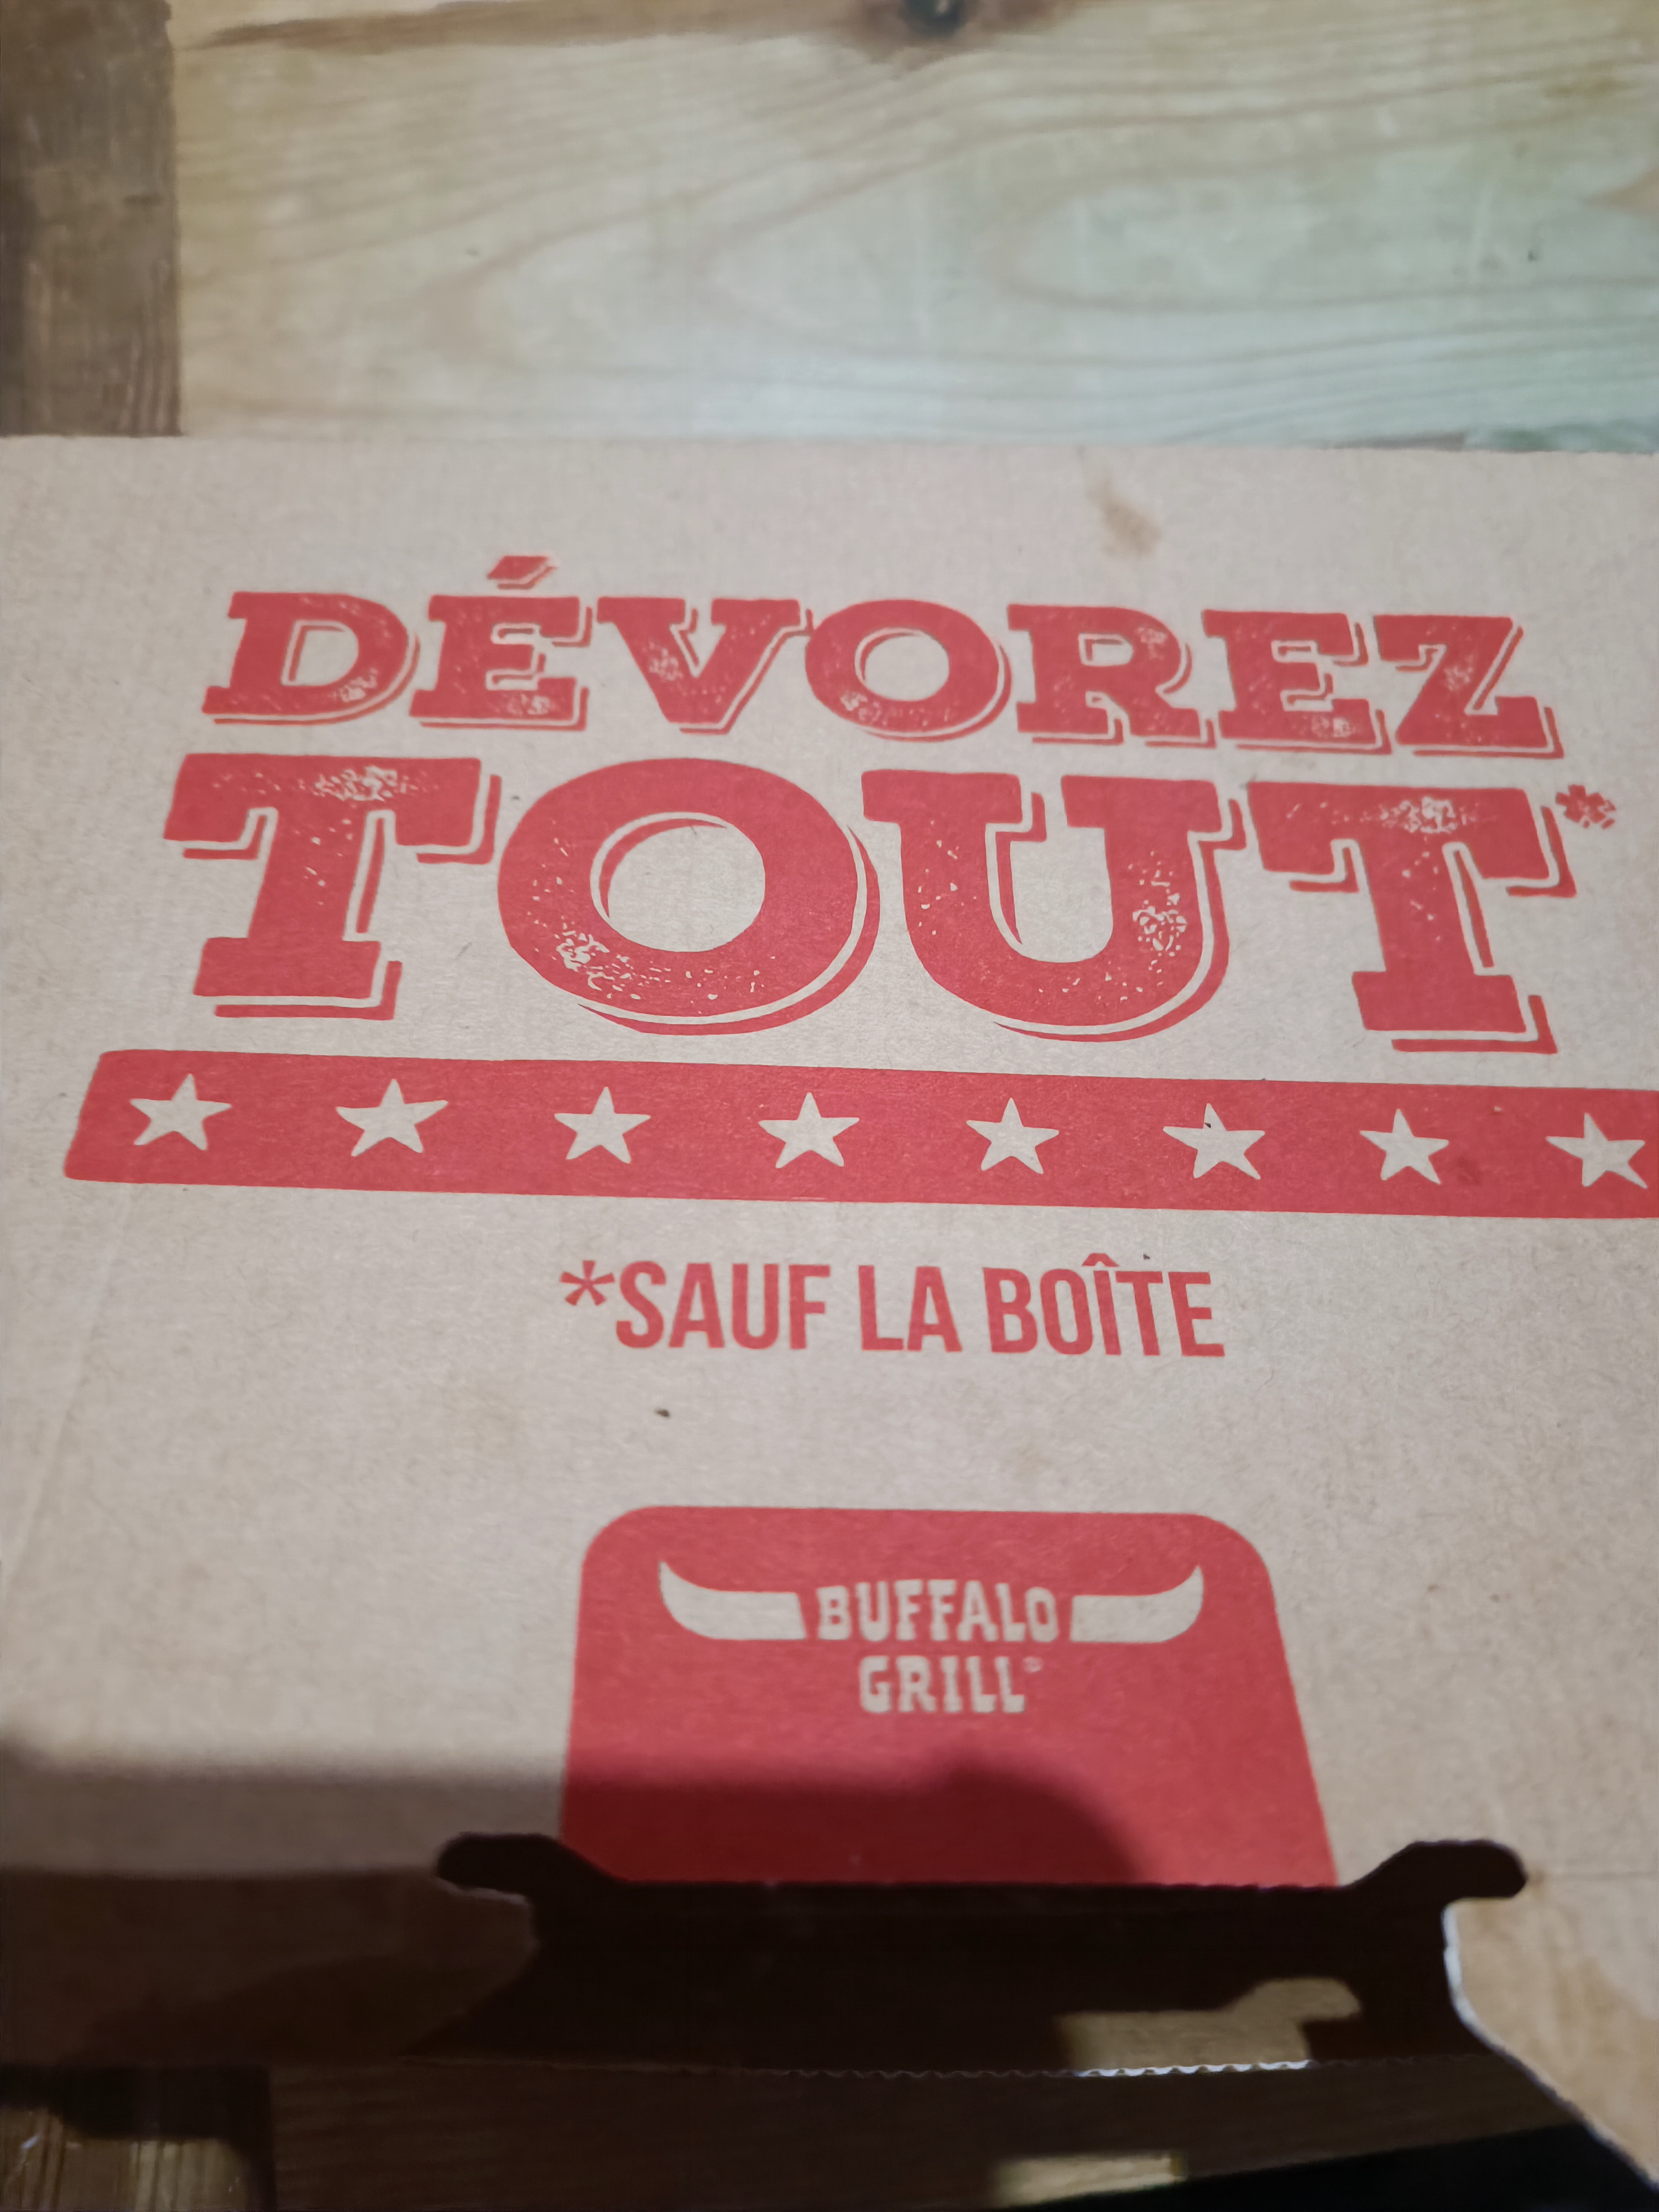 DÉVOREZ
TOUT*
*SAUF LA BOÎTE
BUFFALO
GRILL®